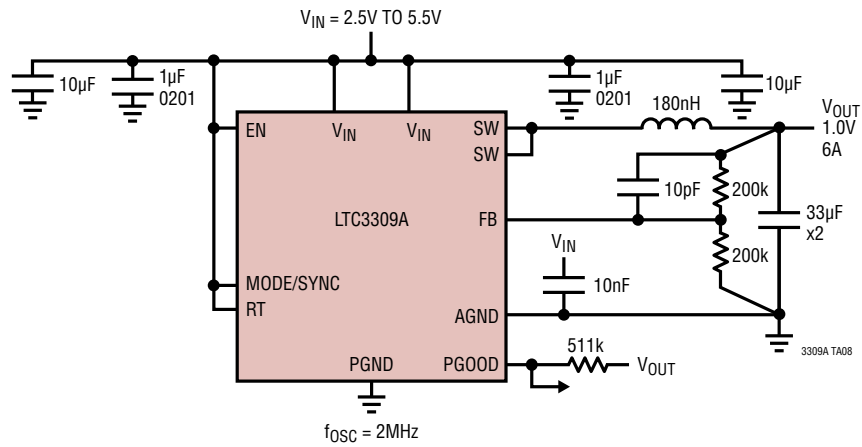 V_IN = 2.5V TO 5.5V
10µF
1µF
0201
1µF
0201
10µF
180nH
V_OUT
1.0V
6A
EN
V_IN
V_IN
SW
SW
10pF
200k
LTC3309A
FB
33µF
x2
200k
V_IN
10nF
MODE/SYNC
RT
AGND
3309A TA08
511k
PGND
PGOOD
V_OUT
f_OSC = 2MHz